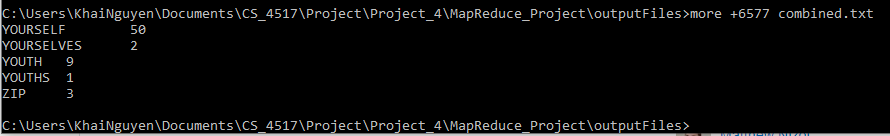 C:\Users\KhaiNguyen\Documents\CS_4517\Project\Project_4\MapReduce_Project\outputFiles>more +6577 combined.txt
YOURSELF 50
YOURSELVES 2
YOUTH 9
YOUTHS 1
ZIP 3
C:\Users\KhaiNguyen\Documents\CS_4517\Project\Project_4\MapReduce_Project\outputFiles>